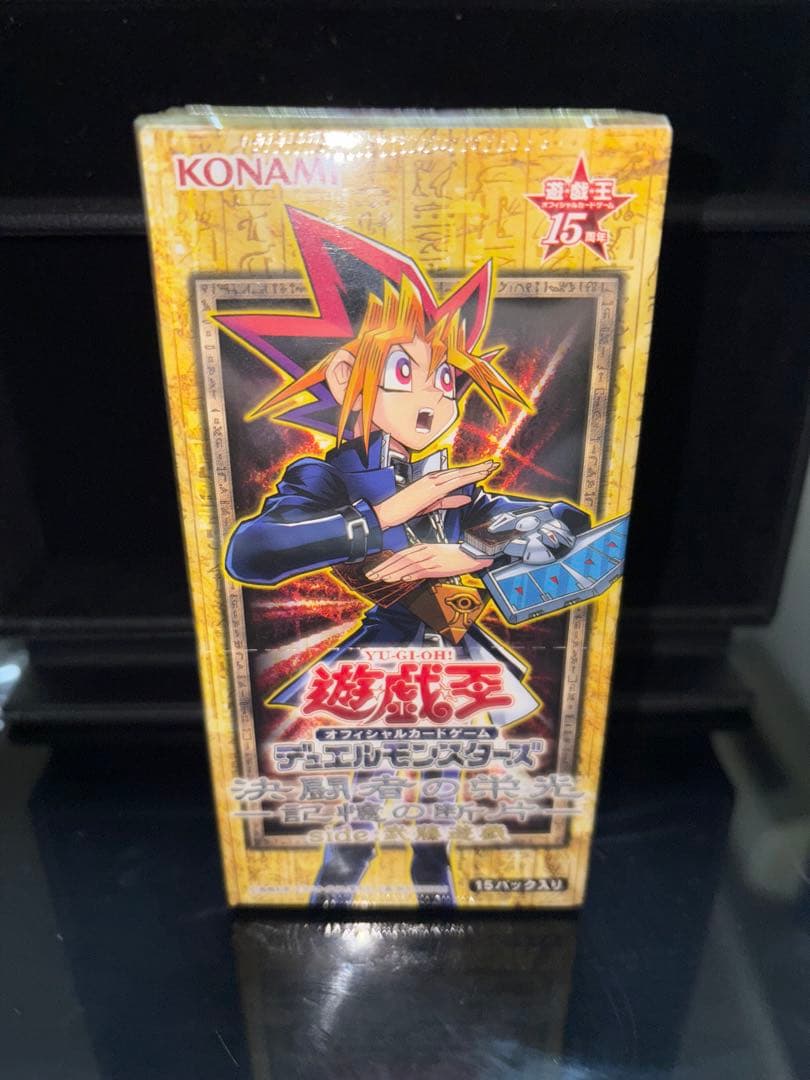 KONAMI
遊☆戯☆王
オフィシャルカードゲーム
15周年
YU-GI-OH!
遊戯王
オフィシャルカードゲーム
デュエルモンスターズ
決闘者の栄光
―記憶の断片―
side:武藤遊戯
15パック入り